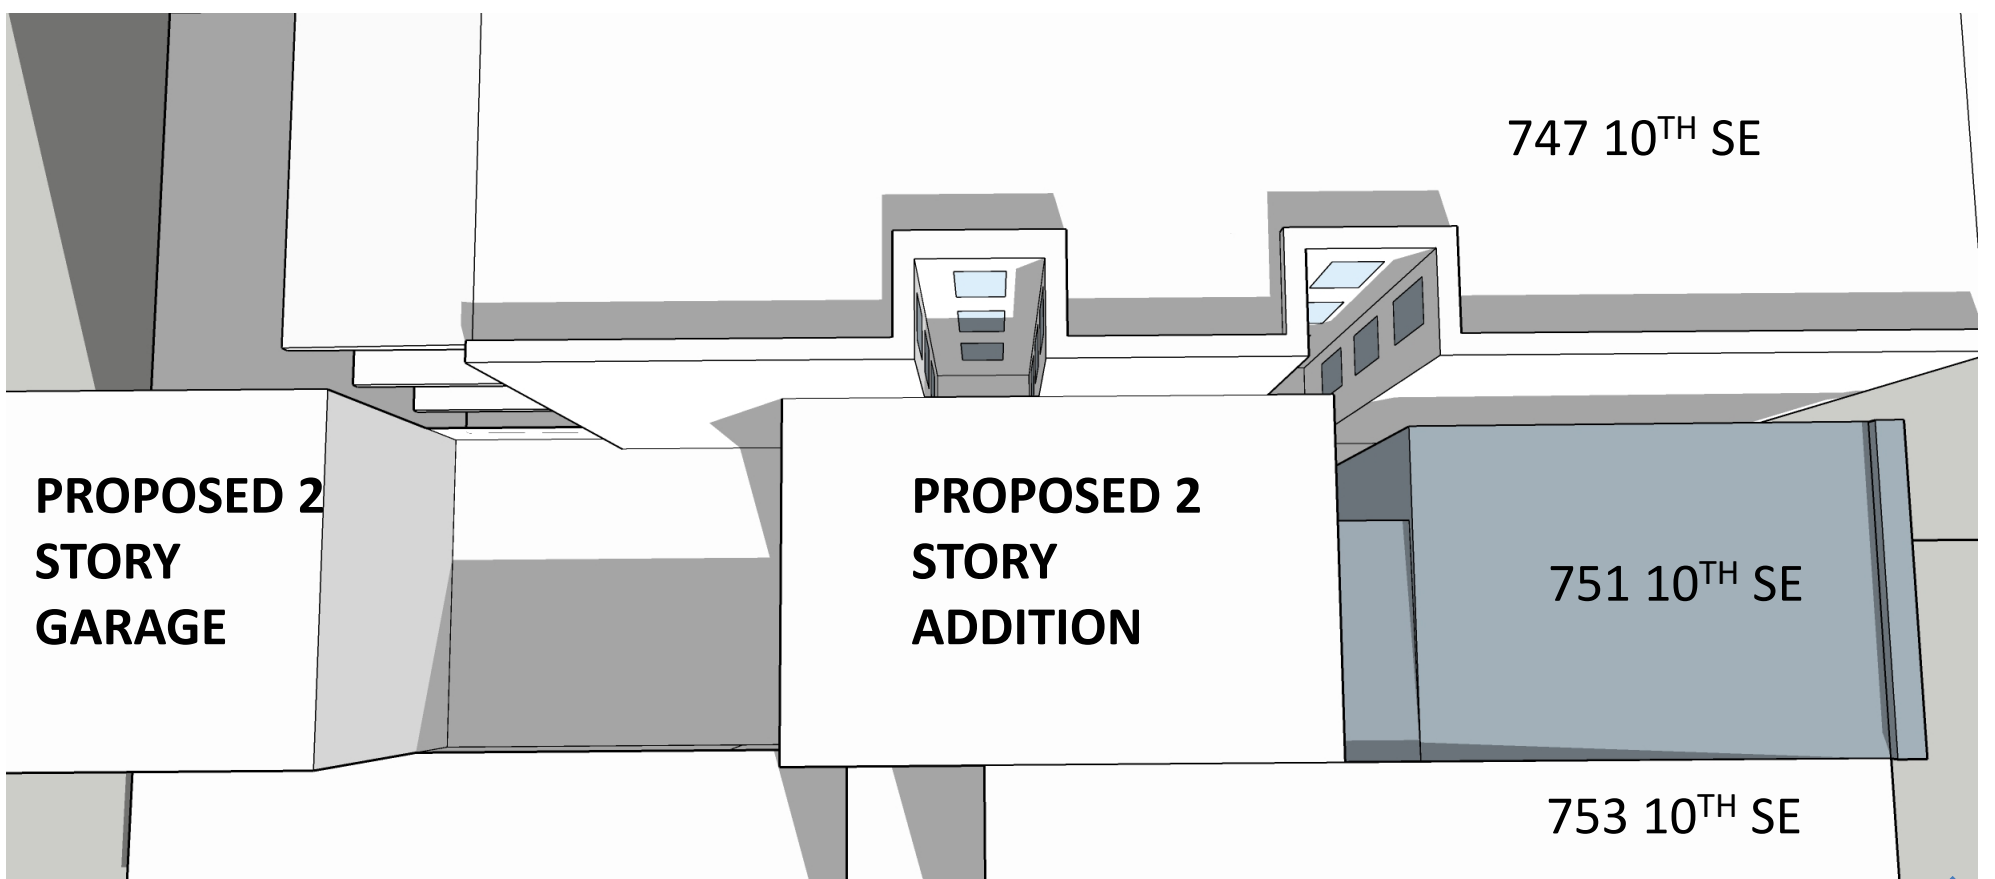 747 10TH SE
PROPOSED 2
STORY
GARAGE
PROPOSED 2
STORY
ADDITION
751 10TH SE
753 10TH SE